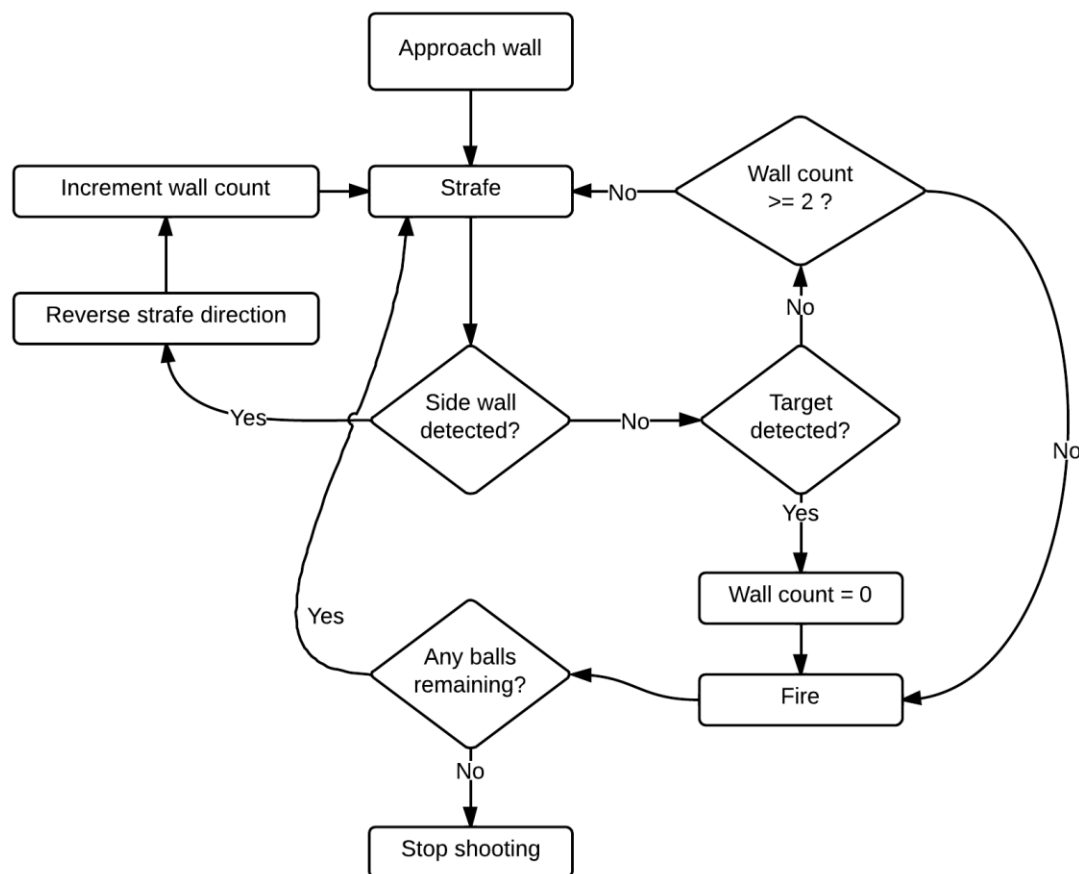 Approach wall
Increment wall count
Strafe
No
Wall count
>= 2 ?
Reverse strafe direction
No
Yes
Side wall
detected?
No
Target
detected?
No
Yes
Wall count = 0
Yes
Any balls
remaining?
Fire
No
Stop shooting